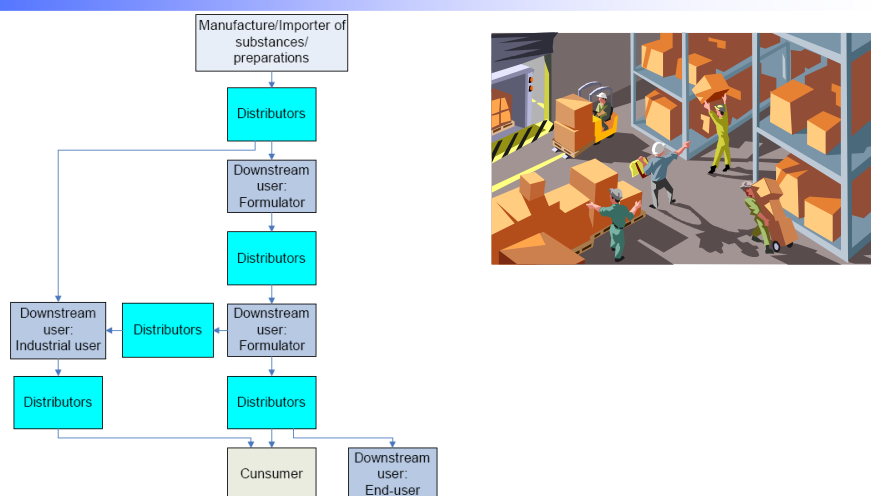 Manufacture/Importer of
substances/
preparations
Distributors
Downstream
user:
Formulator
Distributors
Downstream
user:
Industrial user
Distributors
Downstream
user:
Formulator
Distributors
Distributors
Cunsumer
Downstream
user:
End-user